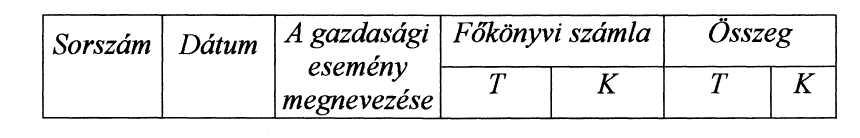 Sorszám Dátum A gazdasági esemény megnevezése Főkönyvi számla Összeg
T K T K